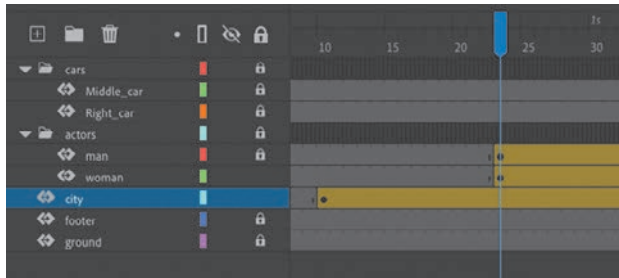 1s
10 15 20 25 30
cars
Middle_car
Right_car
actors
man
woman
city
footer
ground